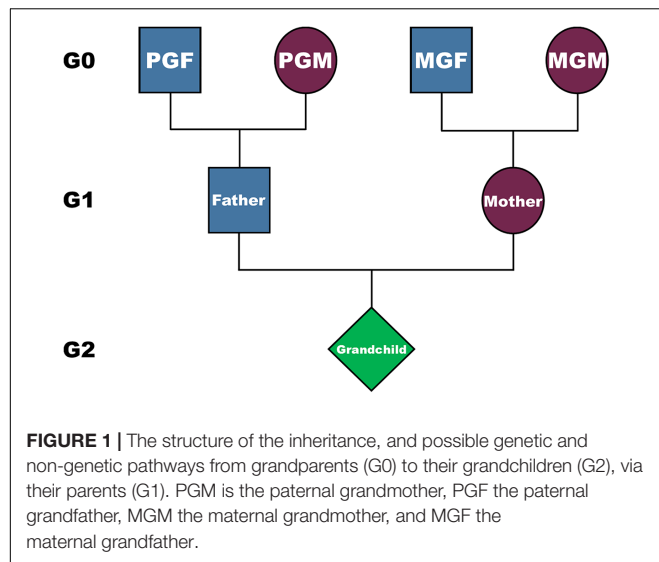 G0 PGF PGM MGF MGM
G1 Father Mother
G2 Grandchild
FIGURE 1 | The structure of the inheritance, and possible genetic and
non-genetic pathways from grandparents (G0) to their grandchildren (G2), via
their parents (G1). PGM is the paternal grandmother, PGF the paternal
grandfather, MGM the maternal grandmother, and MGF the
maternal grandfather.